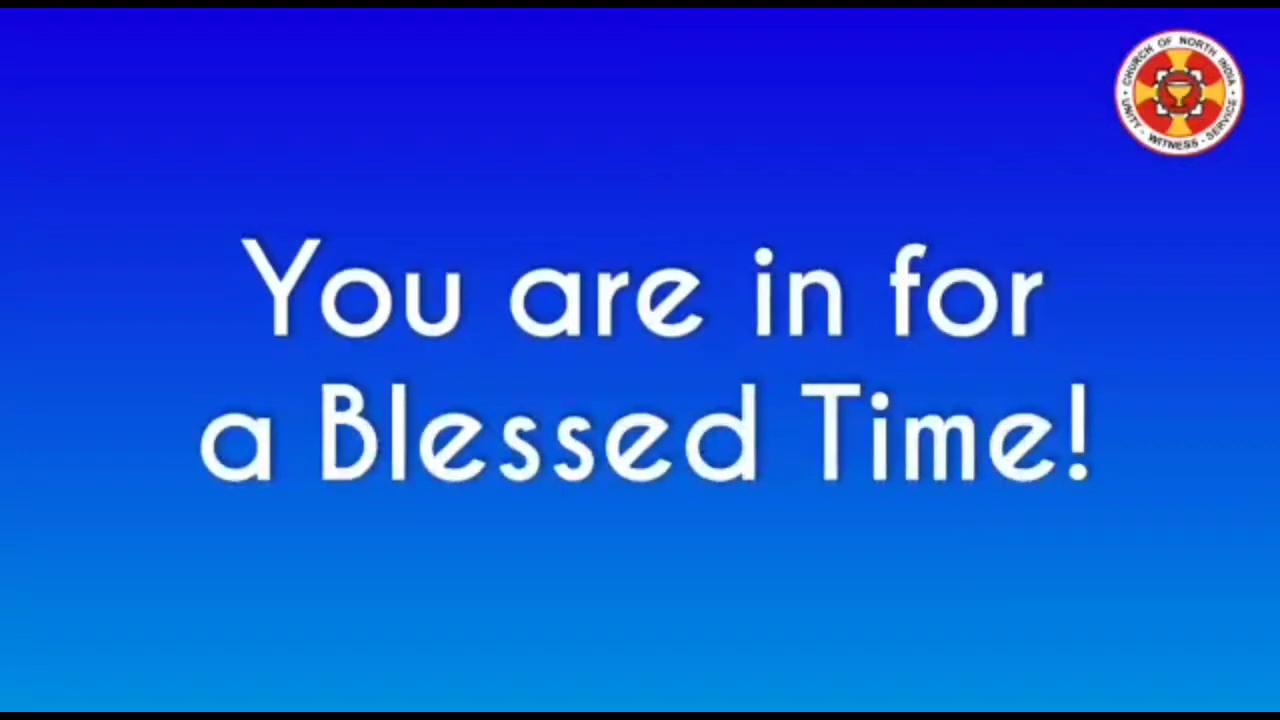 CHURCH OF NORTH INDIA
UNITY - WITNESS - SERVICE
You are in for
a Blessed Time!